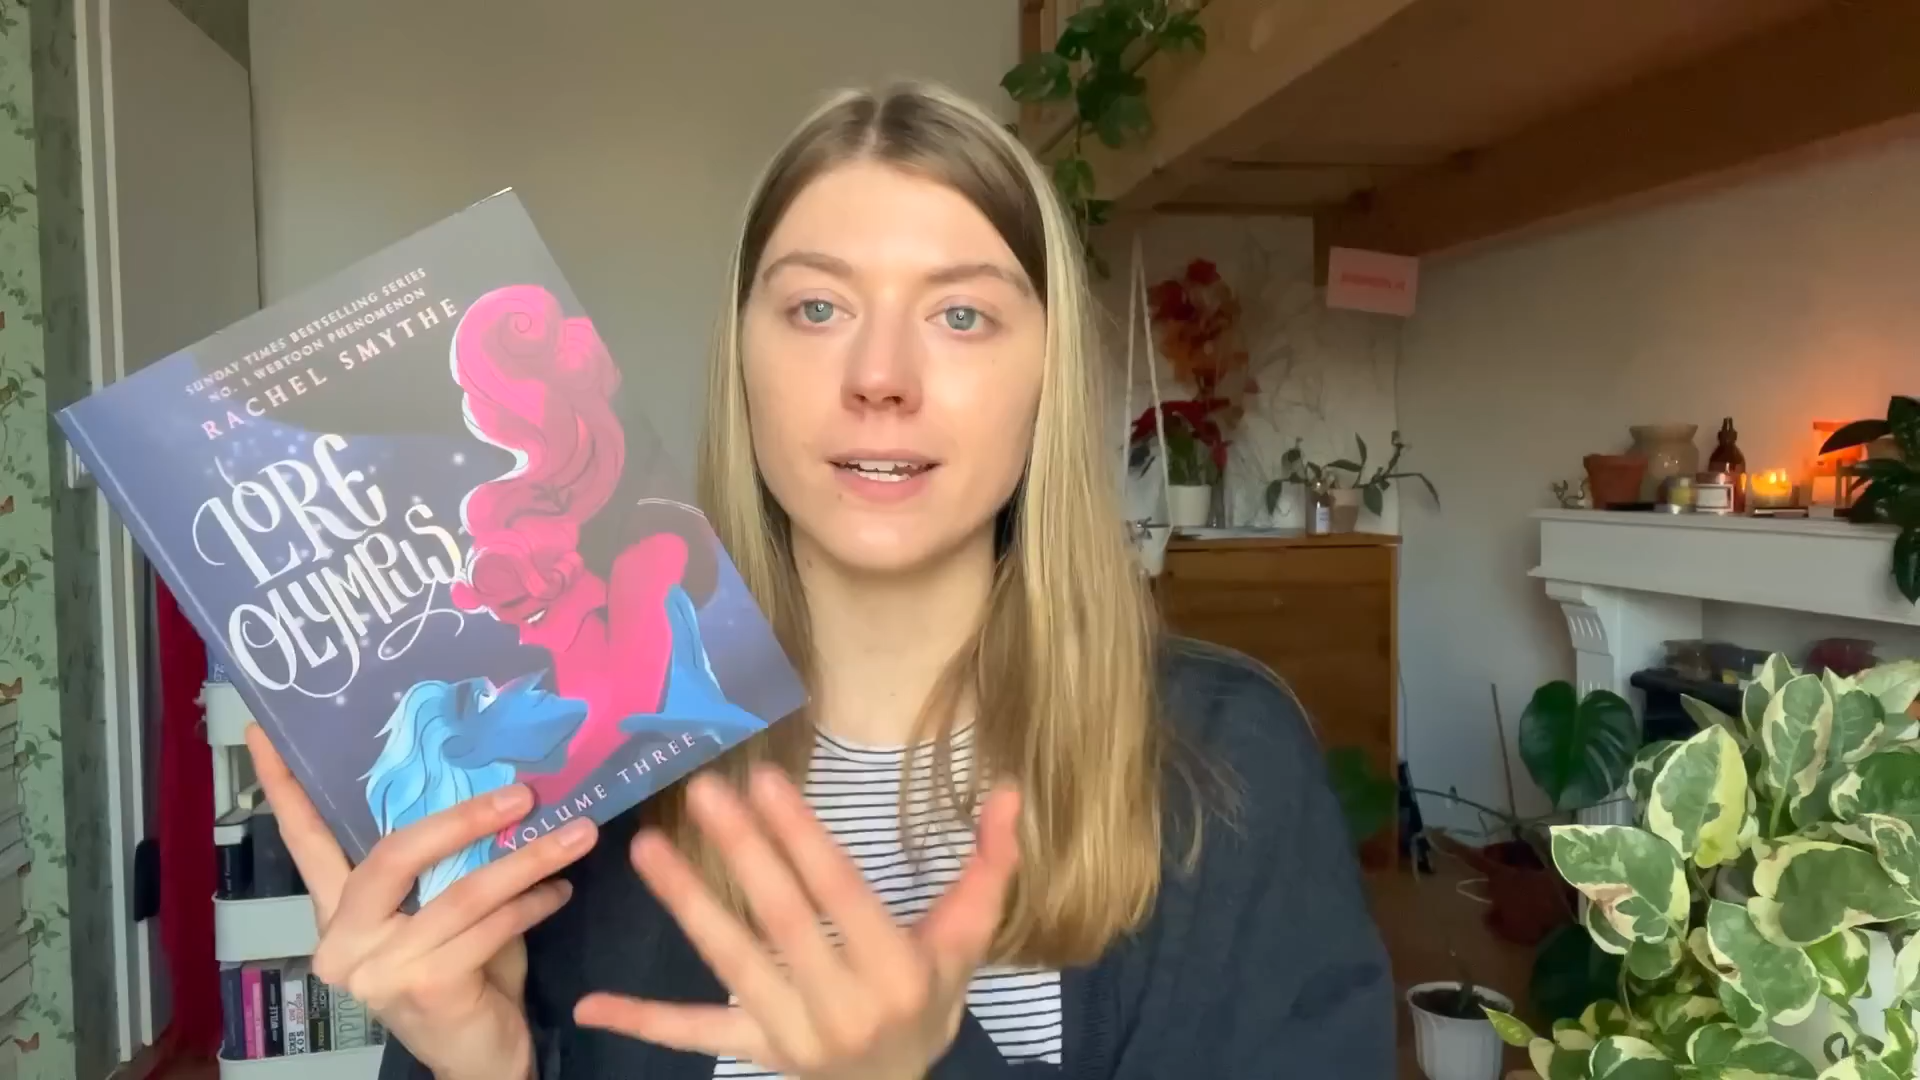 SUNDAY TIMES BESTSELLING SERIES
NO. 1 WEBTOON PHENOMENON
RACHEL SMYTHE
LORE
OLYMPUS
VOLUME THREE